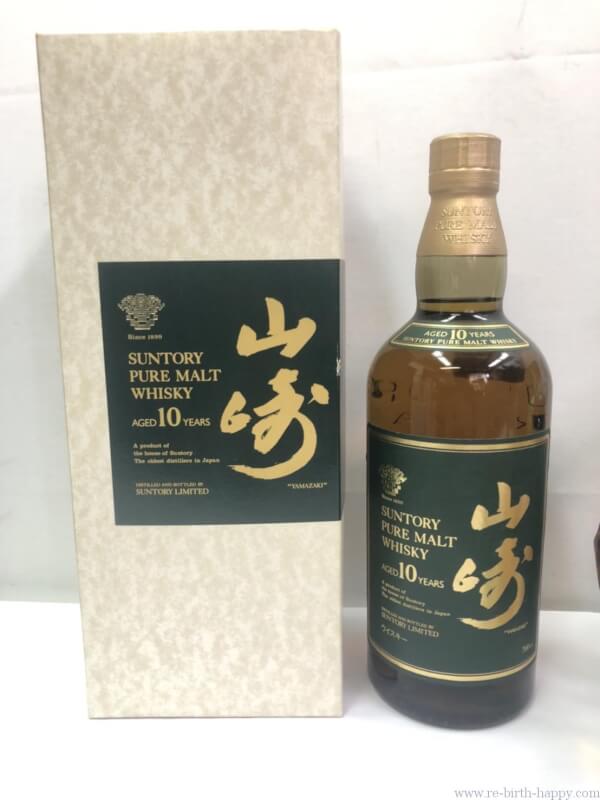 Since 1899
SUNTORY
PURE MALT
WHISKY
AGED 10 YEARS
A product of
the house of Suntory
The oldest distillers in Japan
DISTILLED AND BOTTLED BY
SUNTORY LIMITED
山崎
"YAMAZAKI"
SUNTORY
PURE MALT
WHISKY
AGED 10 YEARS
SUNTORY PURE MALT WHISKY
Since 1899
SUNTORY
PURE MALT
WHISKY
AGED 10 YEARS
A product of
the house of Suntory
The oldest distillers in Japan
DISTILLED AND BOTTLED BY
SUNTORY LIMITED
ウイスキー
山崎
"YAMAZAKI"
www.re-birth-happy.com